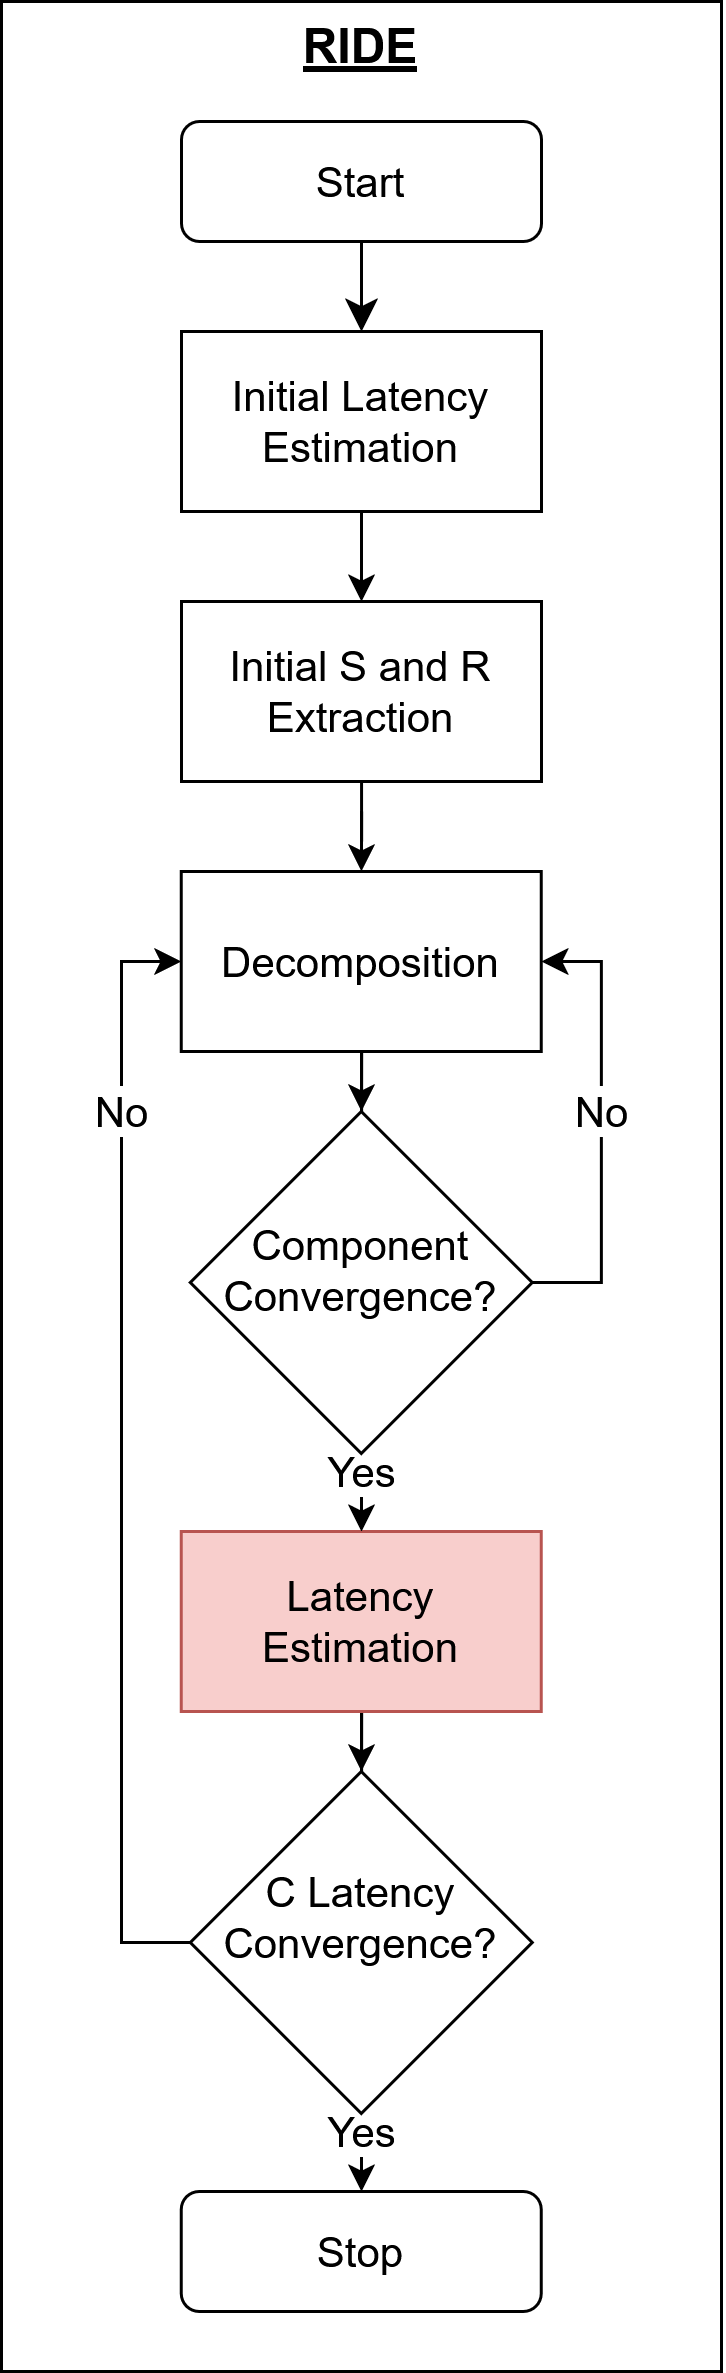 RIDE
Start
Initial Latency
Estimation
Initial S and R
Extraction
Decomposition
No
No
Component
Convergence?
Yes
Latency
Estimation
C Latency
Convergence?
Yes
Stop